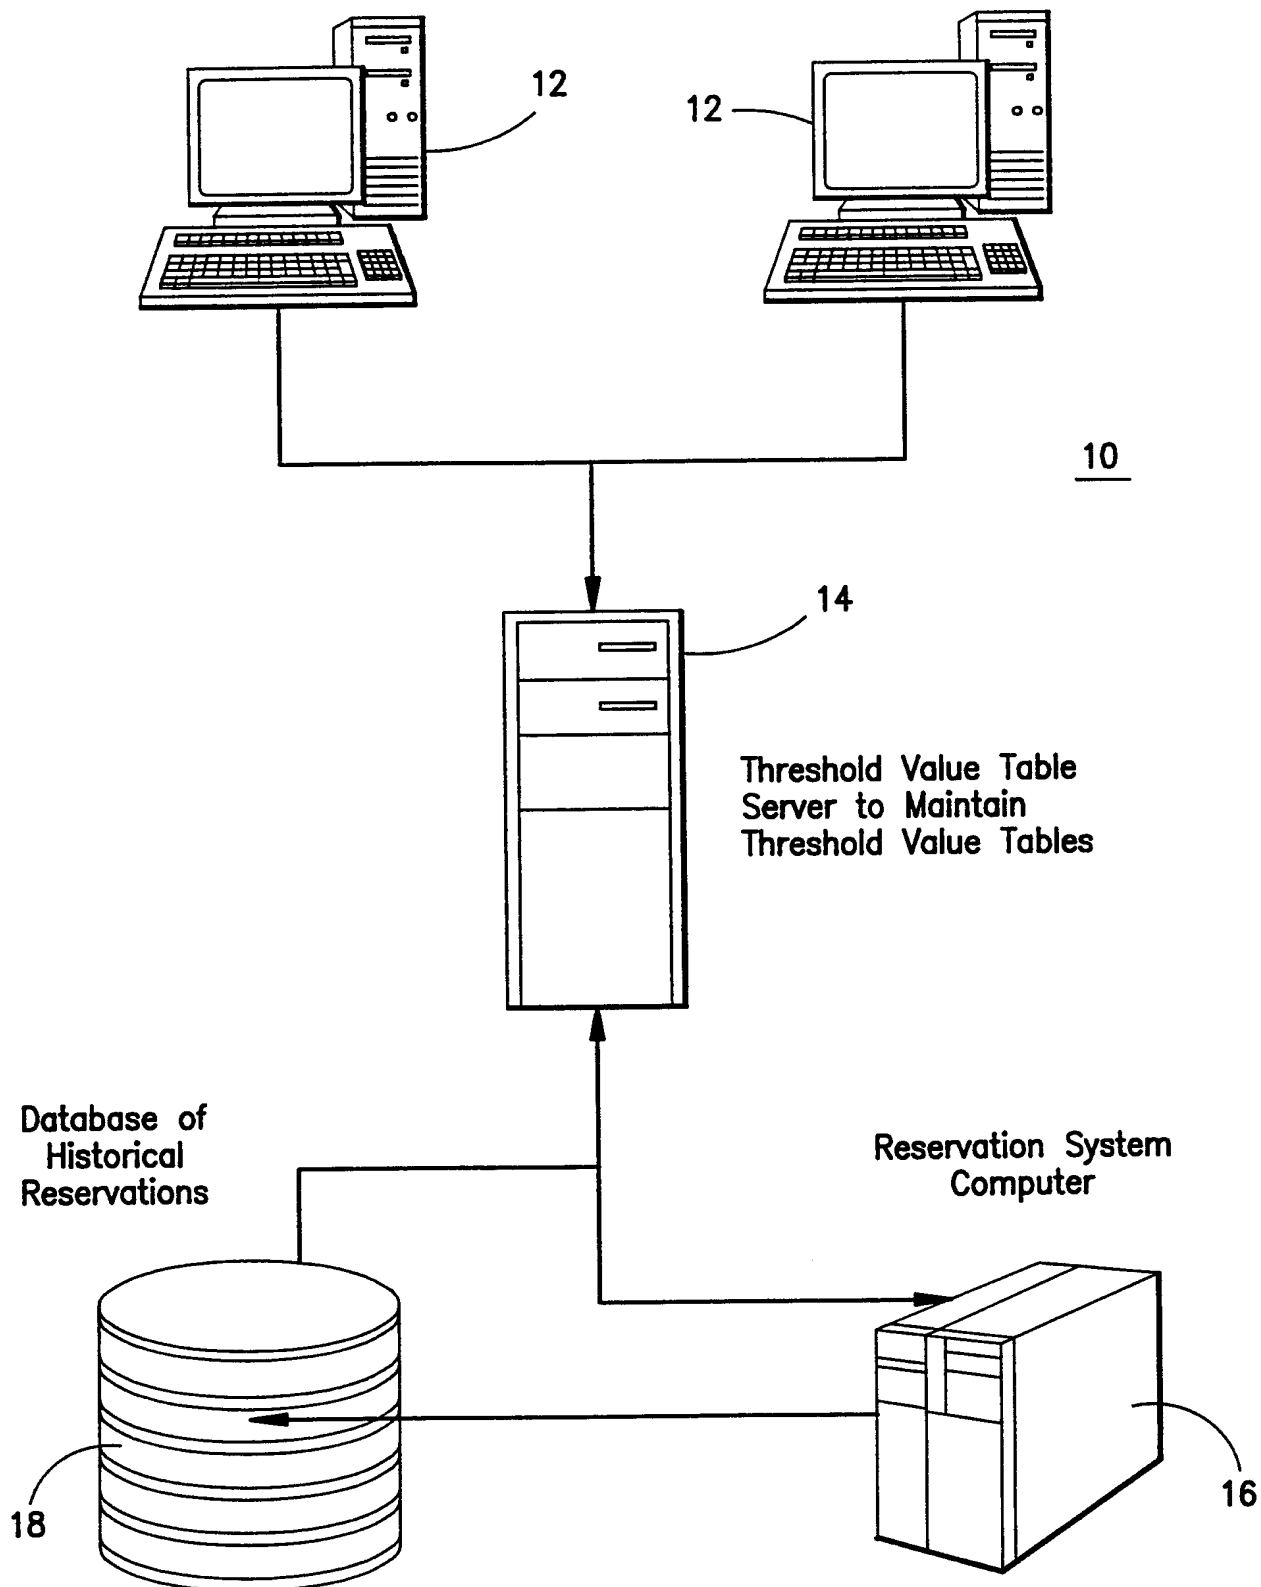 12
12
10
14
Threshold Value Table
Server to Maintain
Threshold Value Tables
Database of
Historical
Reservations
Reservation System
Computer
18
16